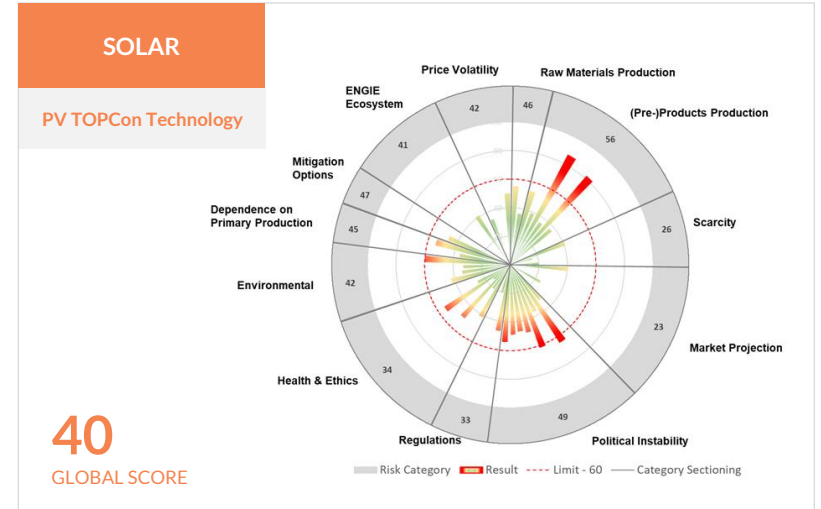 SOLAR
PV TOPCon Technology
Price Volatility
Raw Materials Production
ENGIE
Ecosystem
(Pre-)Products Production
42
46
56
41
Mitigation
Options
47
Dependence on
Primary Production
45
Scarcity
26
Environmental
42
23
Market Projection
Health & Ethics
34
33
49
Regulations
Political Instability
40
GLOBAL SCORE
Risk Category
Result
Limit - 60
Category Sectioning